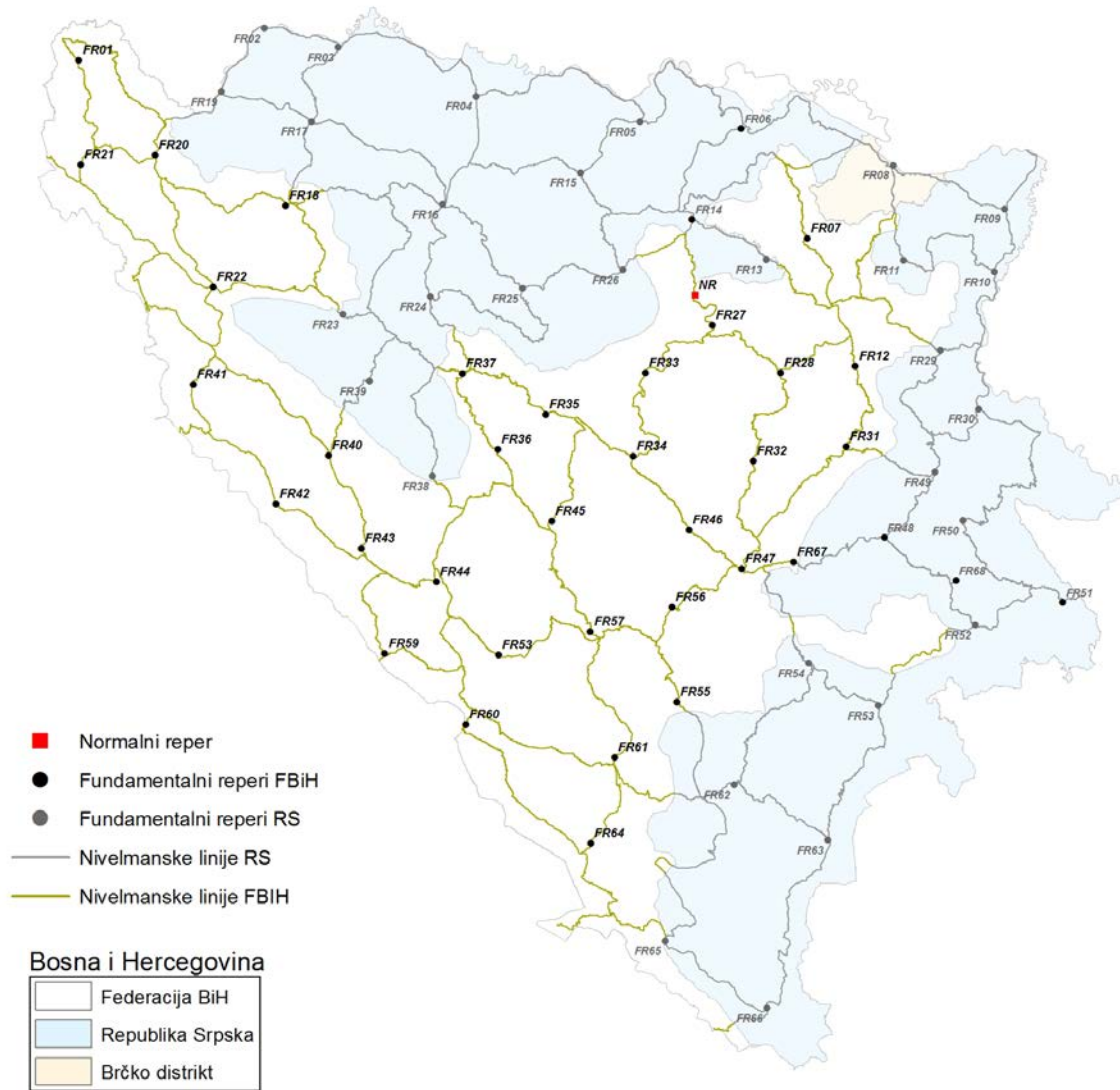 FR02
FR03
FR01
FR19
FR04
FR17
FR05
FR06
FR20
FR21
FR08
FR15
FR18
FR16
FR14
FR09
FR07
FR13
FR11
FR26
FR10
FR22
FR24
FR25
NR
FR23
FR27
FR29
FR37
FR33
FR28
FR12
FR41
FR39
FR35
FR30
FR40
FR36
FR34
FR32
FR31
FR38
FR49
FR42
FR45
FR46
FR48
FR50
FR43
FR44
FR47
FR67
FR68
FR56
FR51
FR52
FR57
FR59
FR53
FR54
FR55
FR53
FR60
FR61
FR62
FR64
FR63
FR65
FR66
Normalni reper
Fundamentalni reperi FBiH
Fundamentalni reperi RS
Nivelmanske linije RS
Nivelmanske linije FBIH
Bosna i Hercegovina
Federacija BiH
Republika Srpska
Brčko distrikt